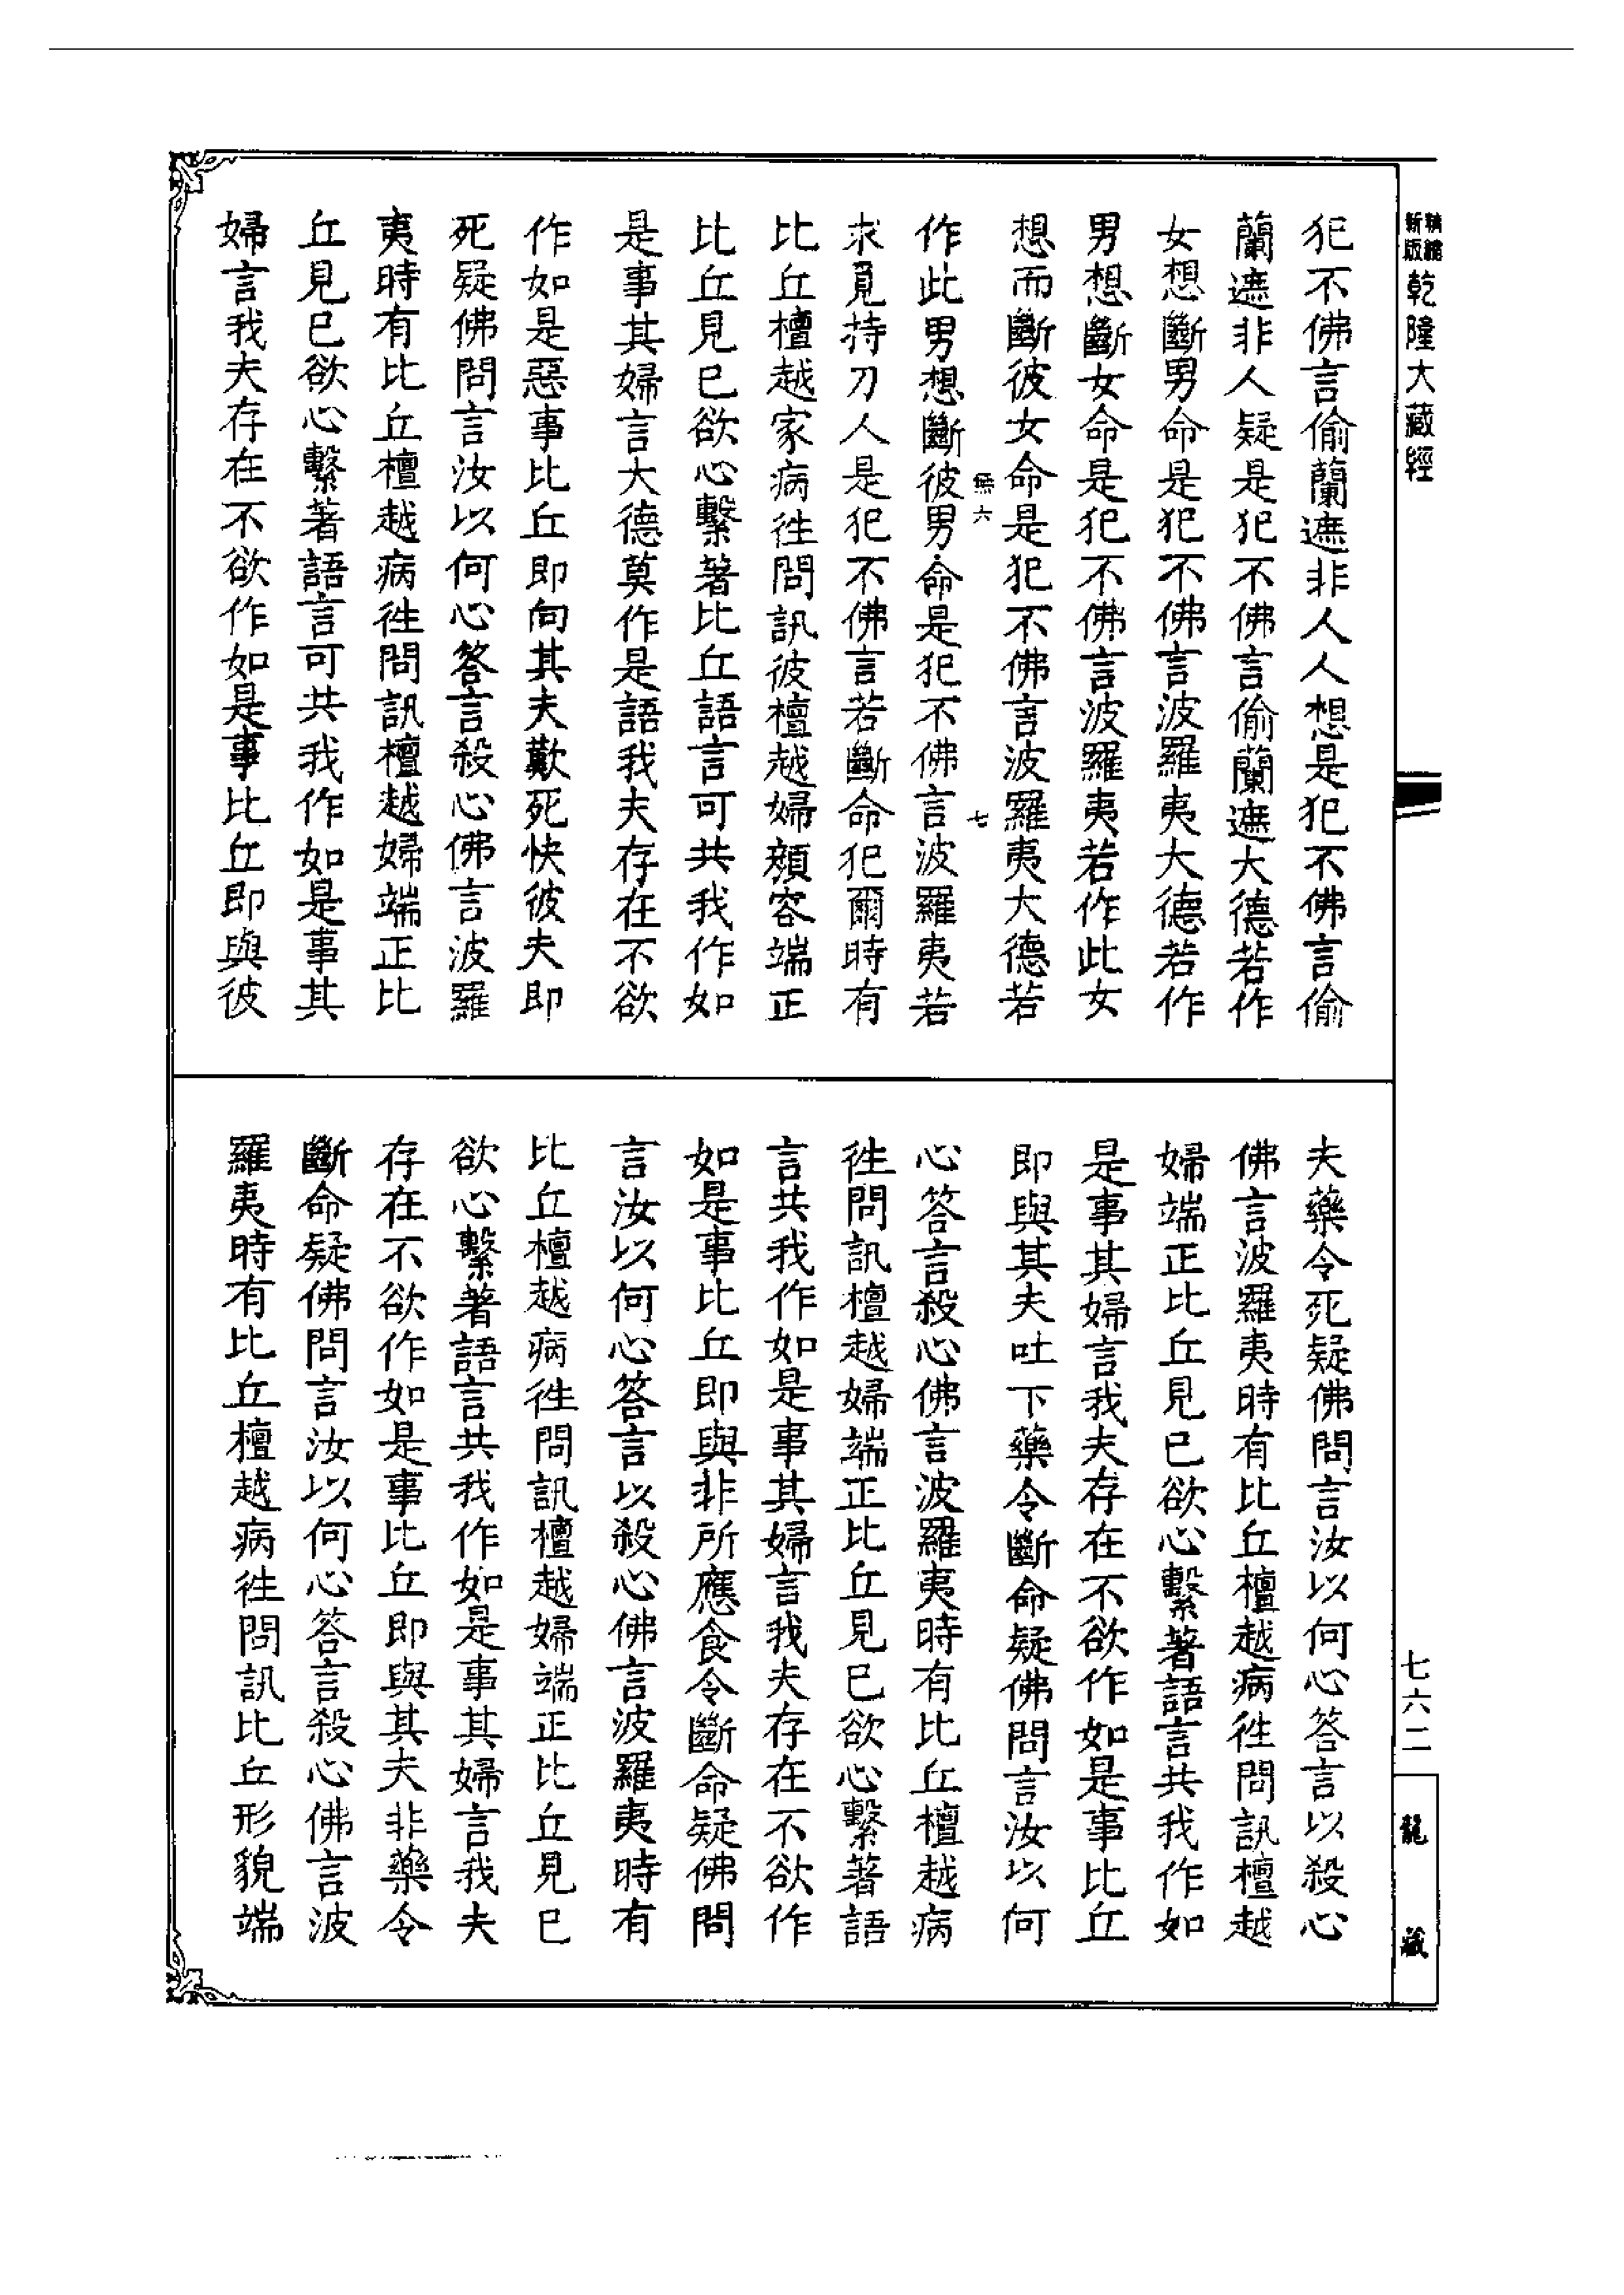 新版精縮乾隆大藏經
犯不佛言偷蘭遮非人人想是犯不佛言偷
蘭遮非人疑是犯不佛言偷蘭遮大德若作
女想斷男命是犯不佛言波羅夷大德若作
男想斷女命是犯不佛言波羅夷若作此女
想而斷彼女命是犯不佛言波羅夷大德若
無六 七
作此男想斷彼男命是犯不佛言波羅夷若
求覓持刀人是犯不佛言若斷命犯爾時有
比丘檀越家病徃問訊彼檀越婦顏容端正
比丘見已欲心繫著比丘語言可共我作如
是事其婦言大德莫作是語我夫存在不欲
作如是惡事比丘即向其夫歎死快彼夫即
死疑佛問言汝以何心答言殺心佛言波羅
夷時有比丘檀越病徃問訊檀越婦端正比
丘見已欲心繫著語言可共我作如是事其
婦言我夫存在不欲作如是事比丘即與彼
夫藥令死疑佛問言汝以何心答言以殺心
佛言波羅夷時有比丘檀越病徃問訊檀越
婦端正比丘見已欲心繫著語言共我作如
是事其婦言我夫存在不欲作如是事比丘
即與其夫吐下藥令斷命疑佛問言汝以何
心答言殺心佛言波羅夷時有比丘檀越病
徃問訊檀越婦端正比丘見已欲心繫著語
言共我作如是事其婦言我夫存在不欲作
如是事比丘即與非所應食令斷命疑佛問
言汝以何心答言以殺心佛言波羅夷時有
比丘檀越病徃問訊檀越婦端正比丘見已
欲心繫著語言共我作如是事其婦言我夫
存在不欲作如是事比丘即與其夫非藥令
斷命疑佛問言汝以何心答言殺心佛言波
羅夷時有比丘檀越病徃問訊比丘形貌端
七六二
龍藏